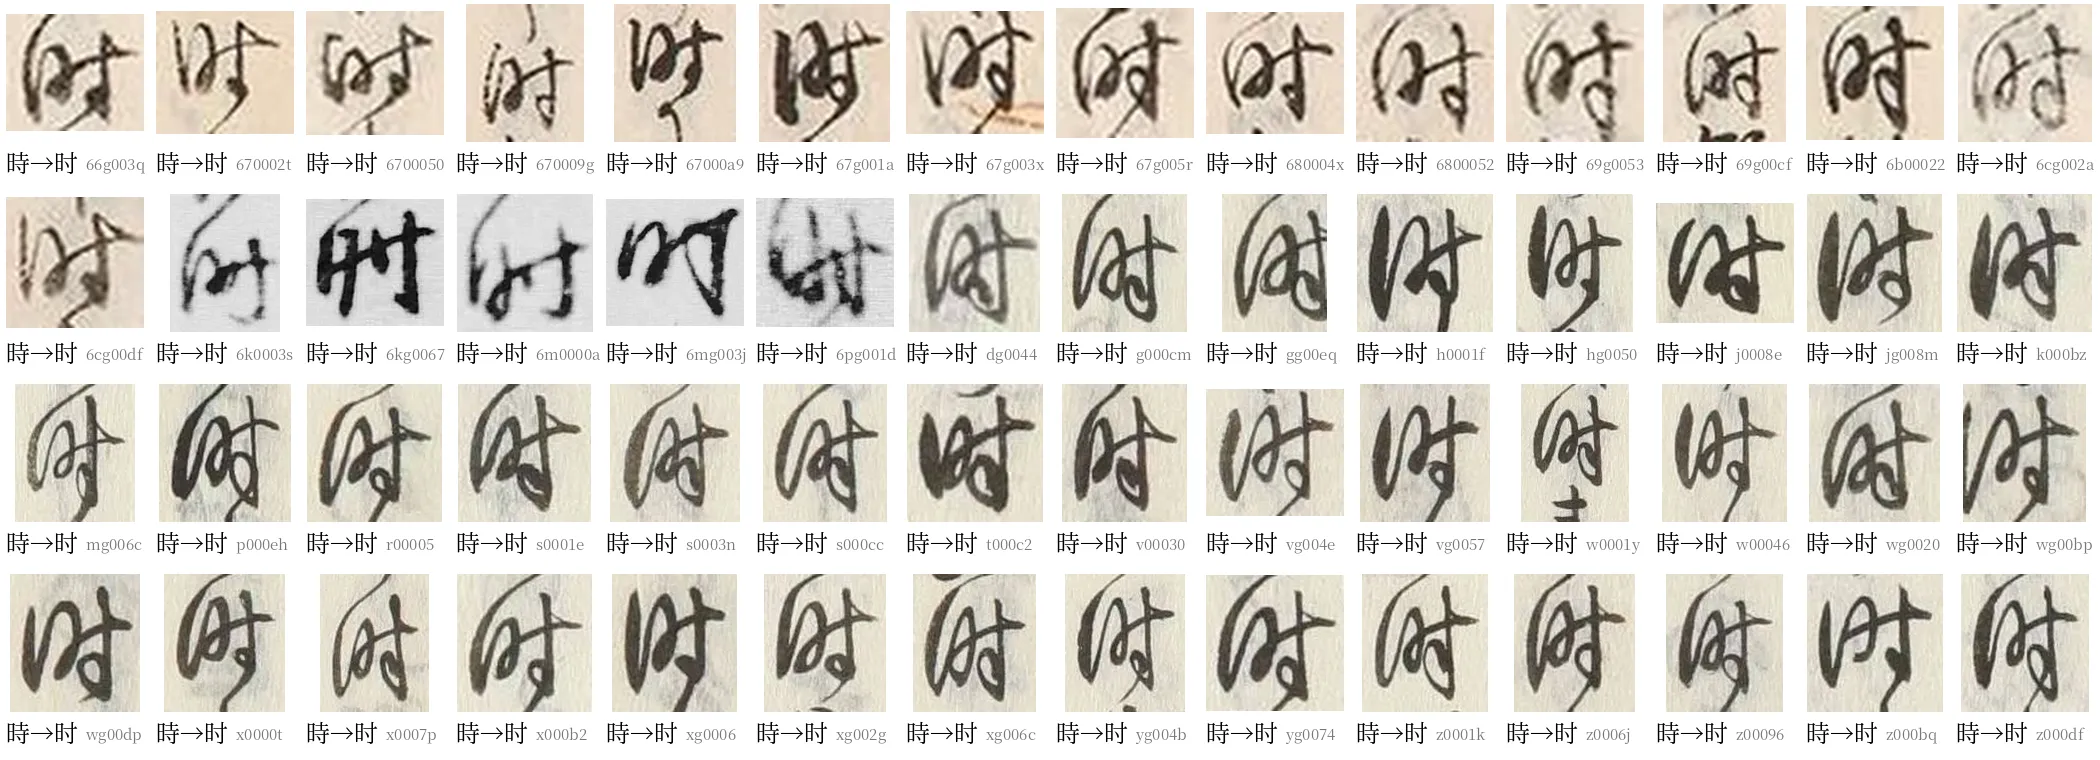 時→时 66g003q 時→时 670002t 時→时 6700050 時→时 670009g 時→时 67000a9 時→时 67g001a 時→时 67g003x 時→时 67g005r 時→时 680004x 時→时 6800052 時→时 69g0053 時→时 69g00cf 時→时 6b00022 時→时 6cg002a
時→时 6cg00df 時→时 6k0003s 時→时 6kg0067 時→时 6m0000a 時→时 6mg003j 時→时 6pg001d 時→时 dg0044 時→时 g000cm 時→时 gg00eq 時→时 h0001f 時→时 hg0050 時→时 j0008e 時→时 jg008m 時→时 k000bz
時→时 mg006c 時→时 p000eh 時→时 r00005 時→时 s0001e 時→时 s0003n 時→时 s000cc 時→时 t000c2 時→时 v00030 時→时 vg004e 時→时 vg0057 時→时 w0001y 時→时 w00046 時→时 wg0020 時→时 wg00bp
時→时 wg00dp 時→时 x0000t 時→时 x0007p 時→时 x000b2 時→时 xg0006 時→时 xg002g 時→时 xg006c 時→时 yg004b 時→时 yg0074 時→时 z0001k 時→时 z0006j 時→时 z00096 時→时 z000bq 時→时 z000df